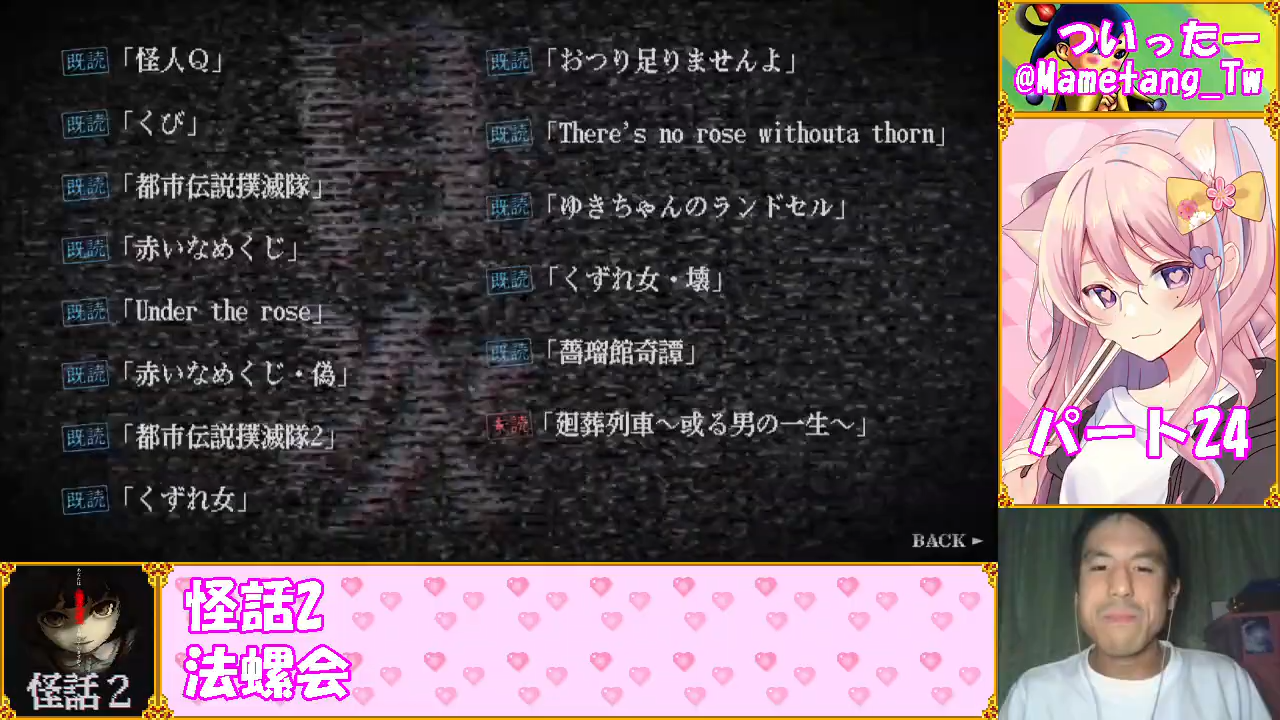 既読「怪人Q」
既読「くび」
既読「都市伝説撲滅隊」
既読「赤いなめくじ」
既読「Under the rose」
既読「赤いなめくじ・偽」
既読「都市伝説撲滅隊2」
既読「くずれ女」
既読「おつり足りませんよ」
既読「There's no rose withouta thorn」
既読「ゆきちゃんのランドセル」
既読「くずれ女・壊」
既読「薔瑠館奇譚」
未読「廻葬列車～或る男の一生～」
BACK ►
ついったー
@Mametang_Tw
パート24
怪話2
怪話2
法螺会